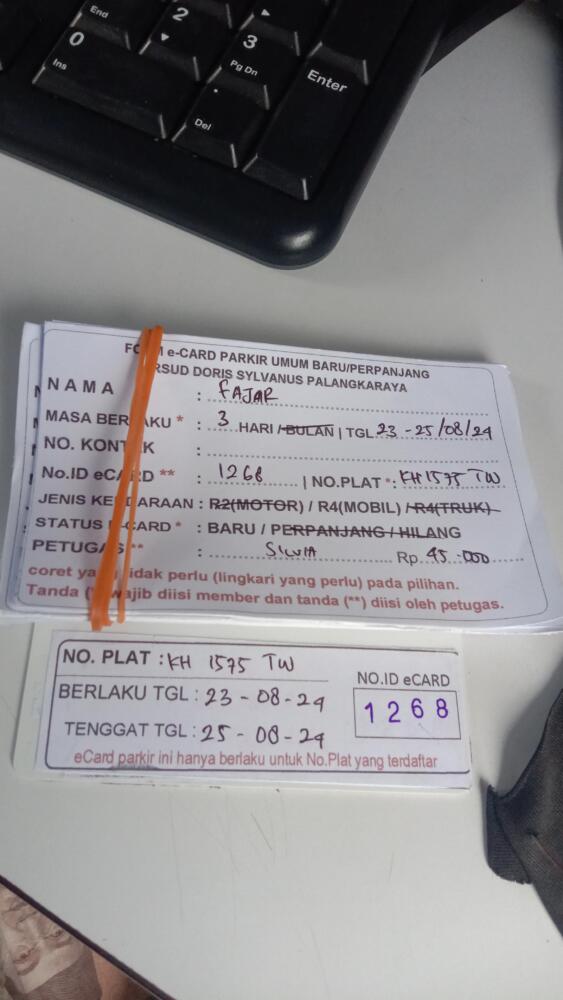 End
2
0
Ins
3
Pg Dn
.
Del
Enter
FORM e-CARD PARKIR UMUM BARU/PERPANJANG
RSUD DORIS SYLVANUS PALANGKARAYA
NAMA : FAJAR
MASA BERLAKU * : 3 HARI / BULAN | TGL 23 - 25/08/24
NO. KONTAK :
No.ID eCARD ** : 1268 | NO.PLAT * : KH 1575 TW
JENIS KENDARAAN : R2(MOTOR) / R4(MOBIL) / R4(TRUK)
STATUS E-CARD * : BARU / PERPANJANG / HILANG
PETUGAS ** : SILVIA Rp. 45.000
coret yang tidak perlu (lingkari yang perlu) pada pilihan.
Tanda (*) wajib diisi member dan tanda (**) diisi oleh petugas.
NO. PLAT : KH 1575 TW
NO.ID eCARD
BERLAKU TGL : 23 - 08 - 24
1268
TENGGAT TGL : 25 - 08 - 24
eCard parkir ini hanya berlaku untuk No.Plat yang terdaftar